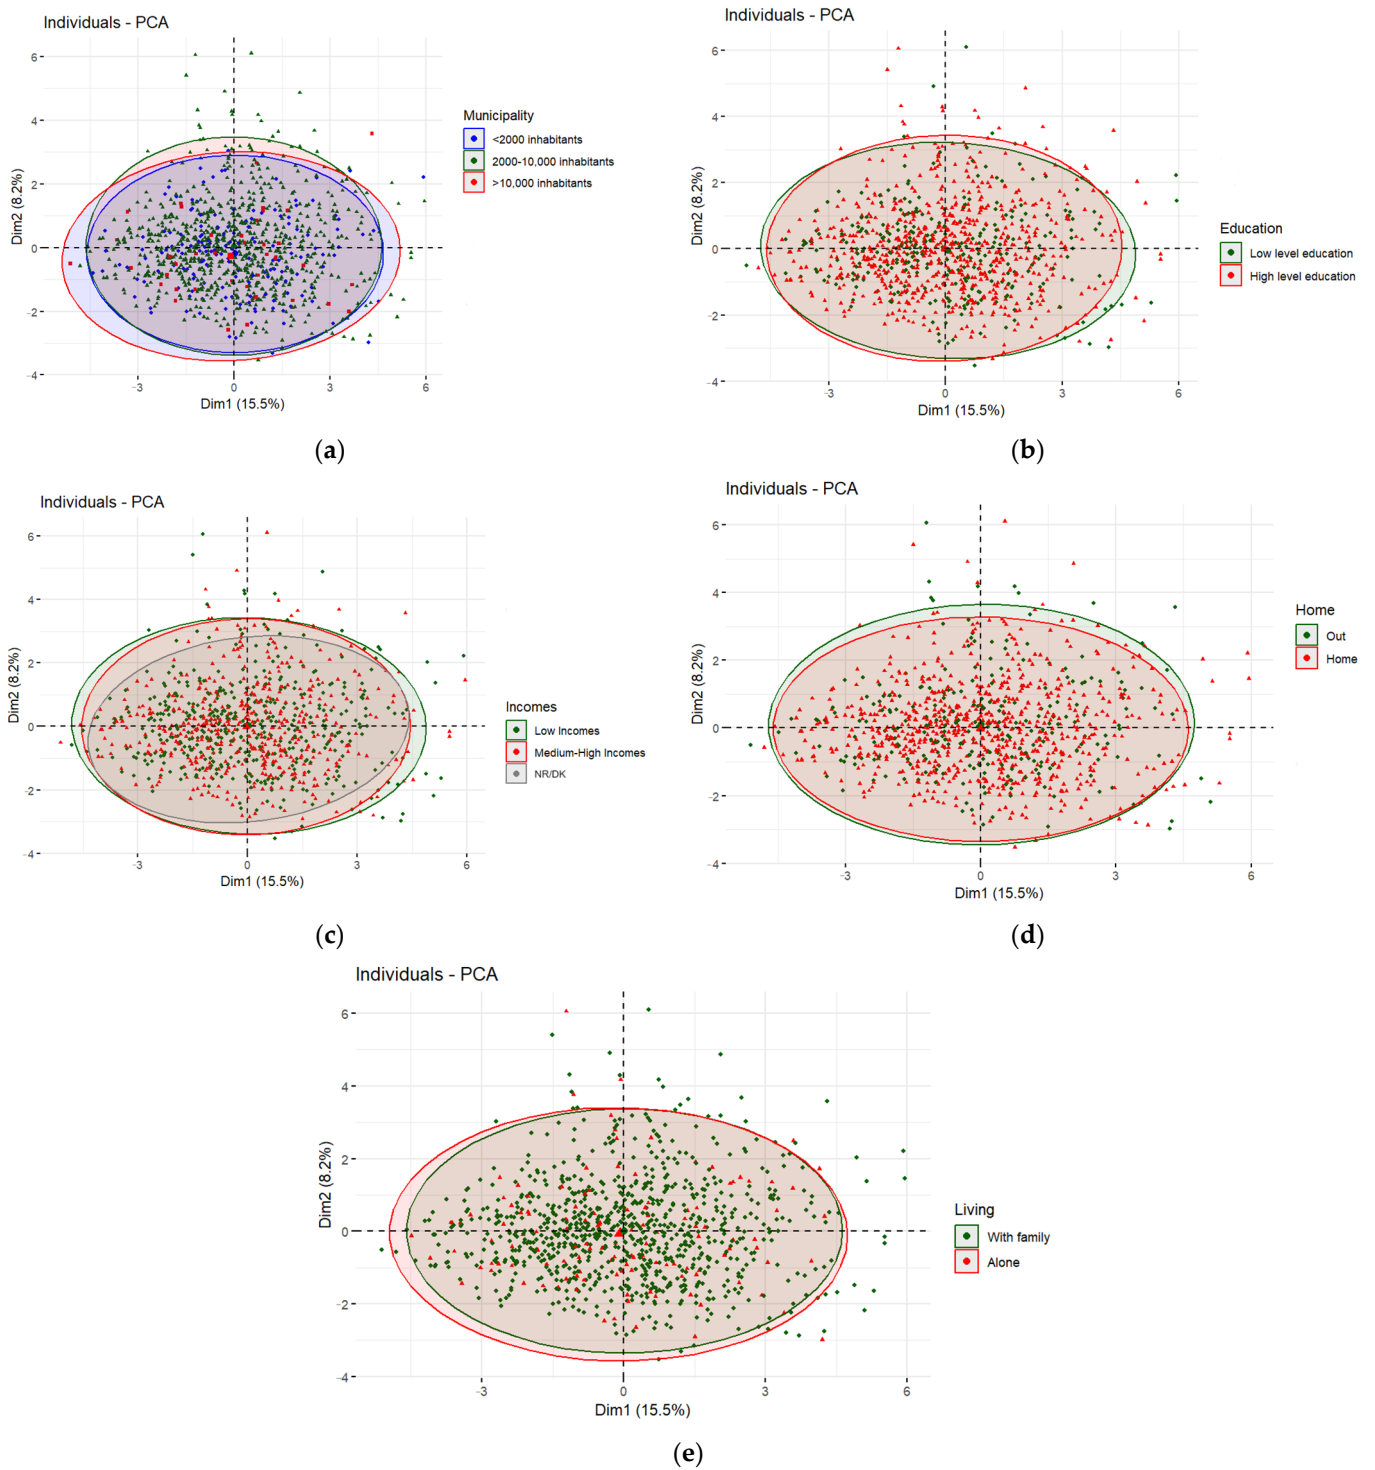 Individuals - PCA
Dim2 (8.2%)
6
4
2
0
-2
-4
-3
0
3
6
Dim1 (15.5%)
Municipality
<2000 inhabitants
2000-10,000 inhabitants
>10,000 inhabitants
(a)
Individuals - PCA
Dim2 (8.2%)
6
4
2
0
-2
-4
-3
0
3
6
Dim1 (15.5%)
Education
Low level education
High level education
(b)
Individuals - PCA
Dim2 (8.2%)
6
4
2
0
-2
-4
-3
0
3
6
Dim1 (15.5%)
Incomes
Low Incomes
Medium-High Incomes
NR/DK
(c)
Individuals - PCA
Dim2 (8.2%)
6
4
2
0
-2
-4
-3
0
3
6
Dim1 (15.5%)
Home
Out
Home
(d)
Individuals - PCA
Dim2 (8.2%)
6
4
2
0
-2
-4
-3
0
3
6
Dim1 (15.5%)
Living
With family
Alone
(e)